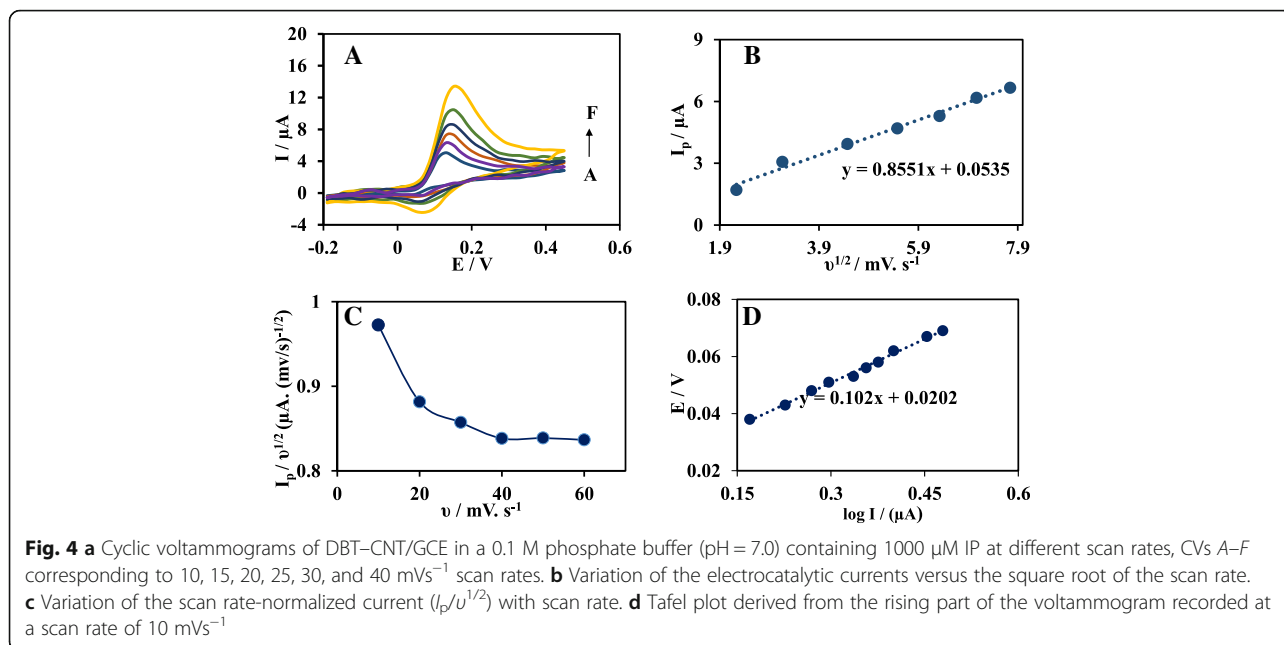 A
I / µA
20
16
12
8
4
0
-4
F
A
-0.2 0 0.2 0.4 0.6
E / V
B
Iₚ / µA
9
6
3
0
y = 0.8551x + 0.0535
1.9 3.9 5.9 7.9
υ^1/2 / mV. s⁻¹
C
Iₚ / υ^1/2 (µA. (mv/s)^-1/2)
1
0.9
0.8
0 20 40 60
υ / mV. s⁻¹
D
E / V
0.08
0.06
0.04
0.02
y = 0.102x + 0.0202
0.15 0.3 0.45 0.6
log I / (µA)
Fig. 4 a Cyclic voltammograms of DBT–CNT/GCE in a 0.1 M phosphate buffer (pH = 7.0) containing 1000 µM IP at different scan rates, CVs A–F
corresponding to 10, 15, 20, 25, 30, and 40 mVs⁻¹ scan rates. b Variation of the electrocatalytic currents versus the square root of the scan rate.
c Variation of the scan rate-normalized current (Iₚ/υ^1/2) with scan rate. d Tafel plot derived from the rising part of the voltammogram recorded at
a scan rate of 10 mVs⁻¹